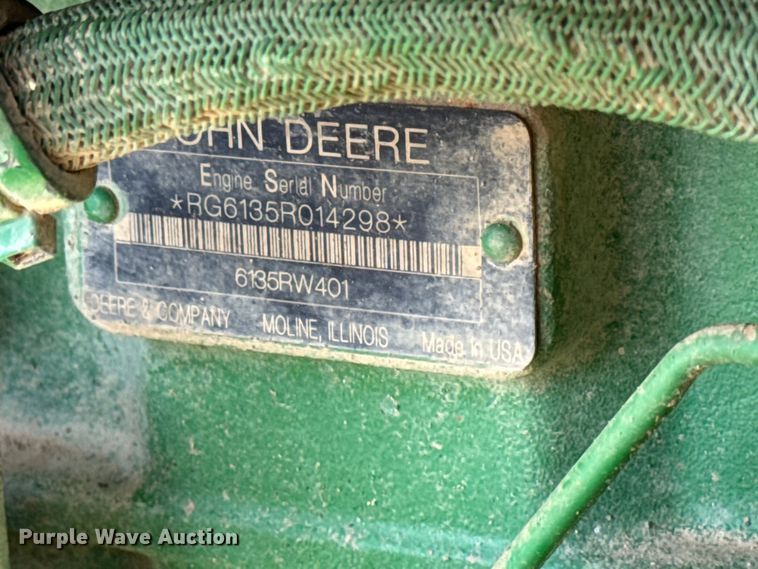 JOHN DEERE
Engine Serial Number
*RG6135R014298*
6135RW401
DEERE & COMPANY MOLINE, ILLINOIS Made in USA
Purple Wave Auction®